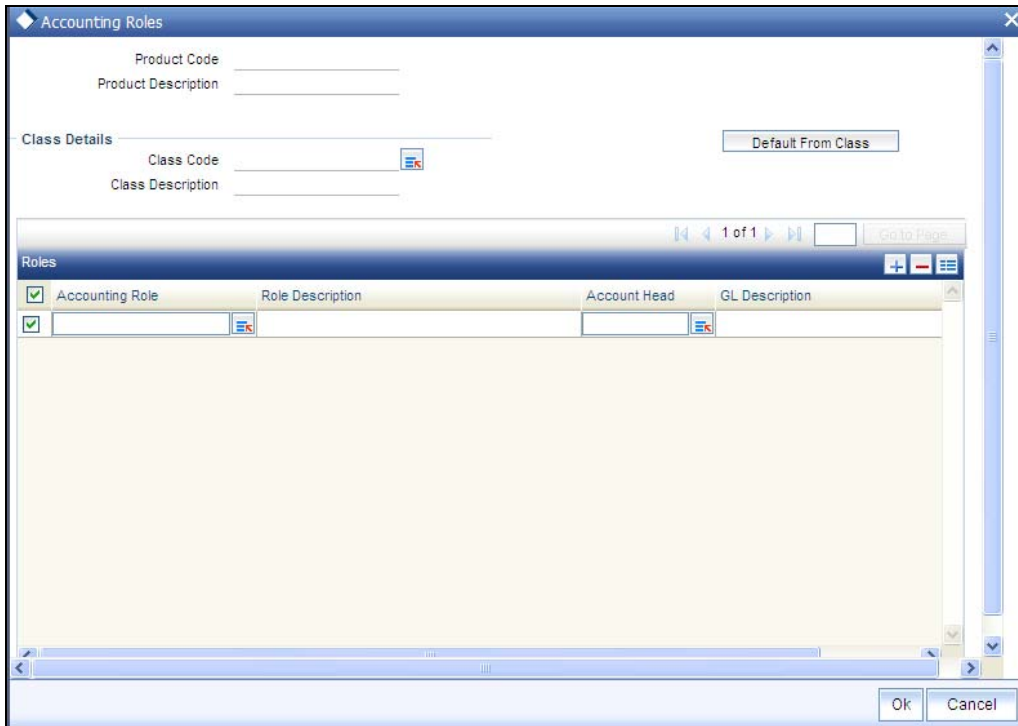 Accounting Roles
Product Code
Product Description
Class Details
Default From Class
Class Code
Class Description
1 of 1
Go to Page
Roles
Accounting Role Role Description Account Head GL Description
Ok Cancel